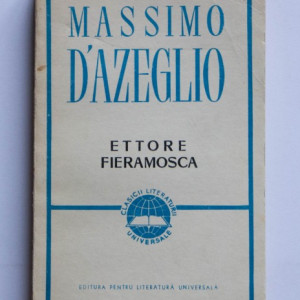 MASSIMO
D'AZEGLIO
ETTORE
FIERAMOSCA
CLASICII LITERATURII
UNIVERSALE
EDITURA PENTRU LITERATURĂ UNIVERSALĂ